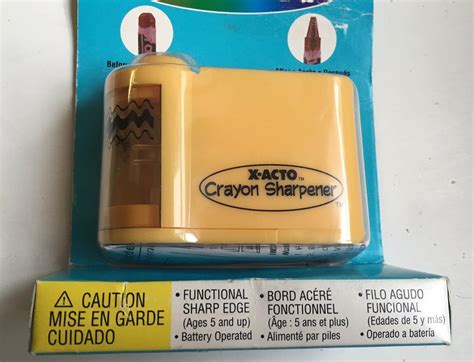 X-ACTO™
Crayon Sharpener
TM
CAUTION
MISE EN GARDE
CUIDADO
• FUNCTIONAL
SHARP EDGE
(Ages 5 and up)
• Battery Operated
• BORD ACÉRÉ
FONCTIONNEL
(Âge : 5 ans et plus)
• Alimenté par piles
• FILO AGUDO
FUNCIONAL
(Edades de 5 y más)
• Operado a batería